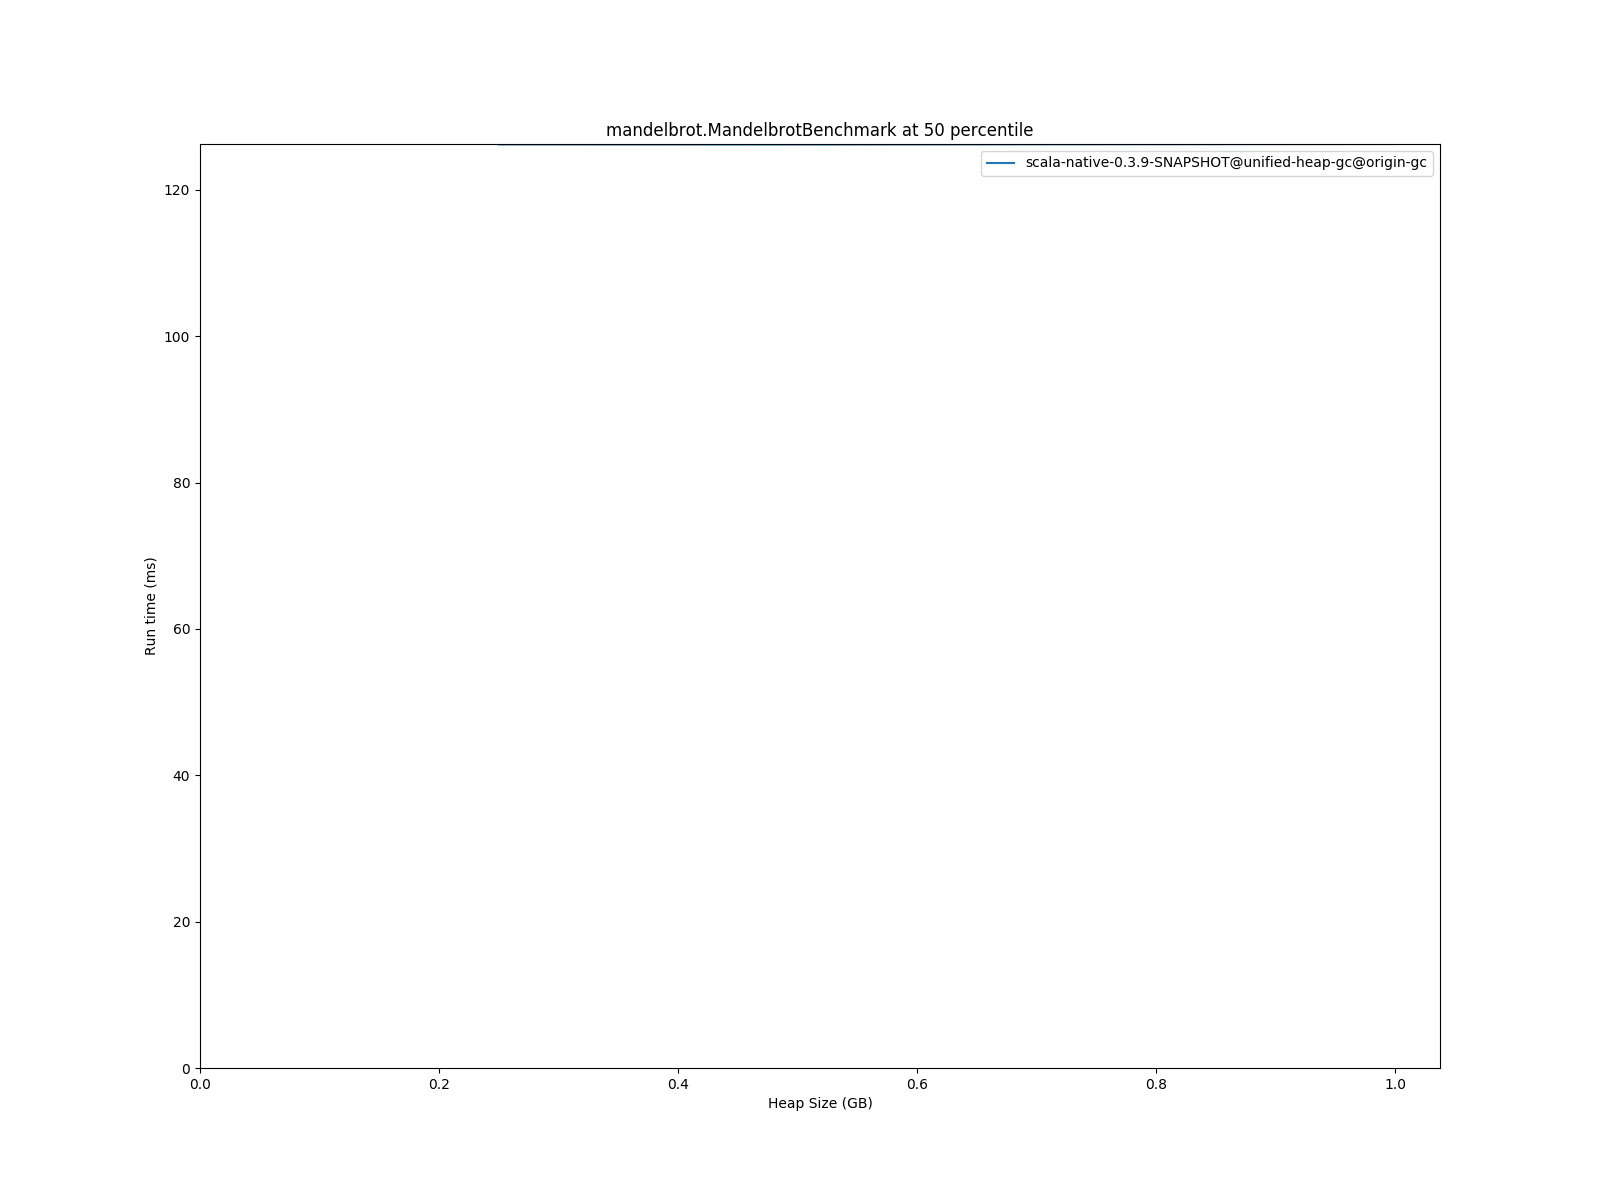 mandelbrot.MandelbrotBenchmark at 50 percentile
scala-native-0.3.9-SNAPSHOT@unified-heap-gc@origin-gc
120
100
80
60
40
20
0
Run time (ms)
0.0 0.2 0.4 0.6 0.8 1.0
Heap Size (GB)